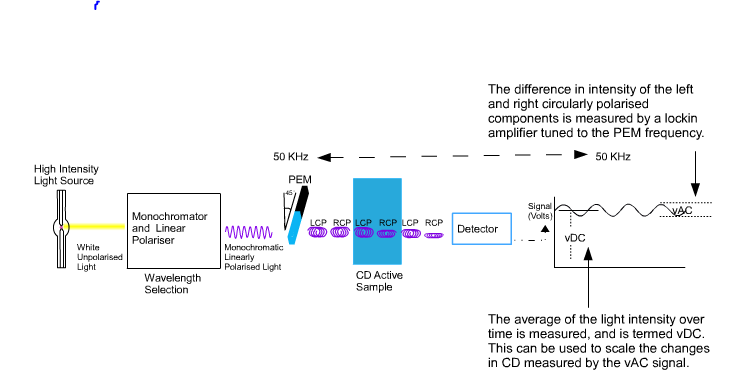 The difference in intensity of the left
and right circularly polarised
components is measured by a lockin
amplifier tuned to the PEM frequency.
50 KHz
50 KHz
High Intensity
Light Source
PEM
45
Monochromator
and Linear
Polariser
LCP RCP LCP RCP LCP RCP
Detector
Signal
(Volts)
vAC
vDC
White
Unpolarised
Light
Monochromatic
Linearly
Polarised Light
Wavelength
Selection
CD Active
Sample
The average of the light intensity over
time is measured, and is termed vDC.
This can be used to scale the changes
in CD measured by the vAC signal.